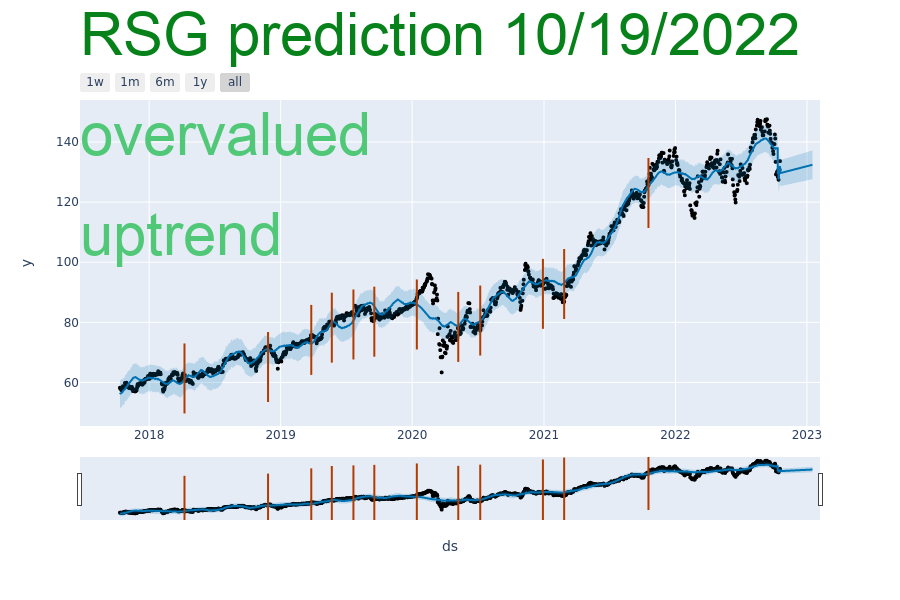 RSG prediction 10/19/2022
1w 1m 6m 1y all
overvalued
uptrend
140
120
100
80
60
y
2018 2019 2020 2021 2022 2023
ds